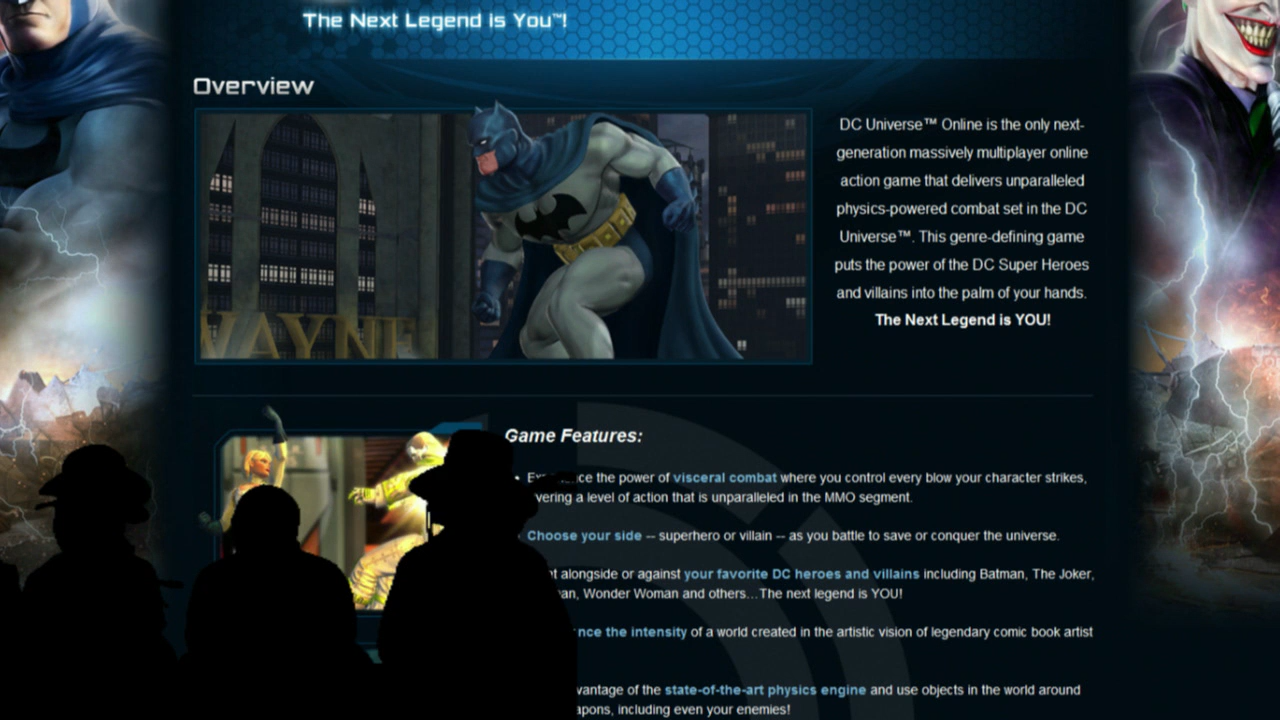 The Next Legend is You™!
Overview
WAYNE
DC Universe™ Online is the only next-
generation massively multiplayer online
action game that delivers unparalleled
physics-powered combat set in the DC
Universe™. This genre-defining game
puts the power of the DC Super Heroes
and villains into the palm of your hands.
The Next Legend is YOU!
Game Features:
the power of visceral combat where you control every blow your character strikes,
a level of action that is unparalleled in the MMO segment.
Choose your side -- superhero or villain -- as you battle to save or conquer the universe.
alongside or against your favorite DC heroes and villains including Batman, The Joker,
Wonder Woman and others...The next legend is YOU!
the intensity of a world created in the artistic vision of legendary comic book artist
of the state-of-the-art physics engine and use objects in the world around
including even your enemies!